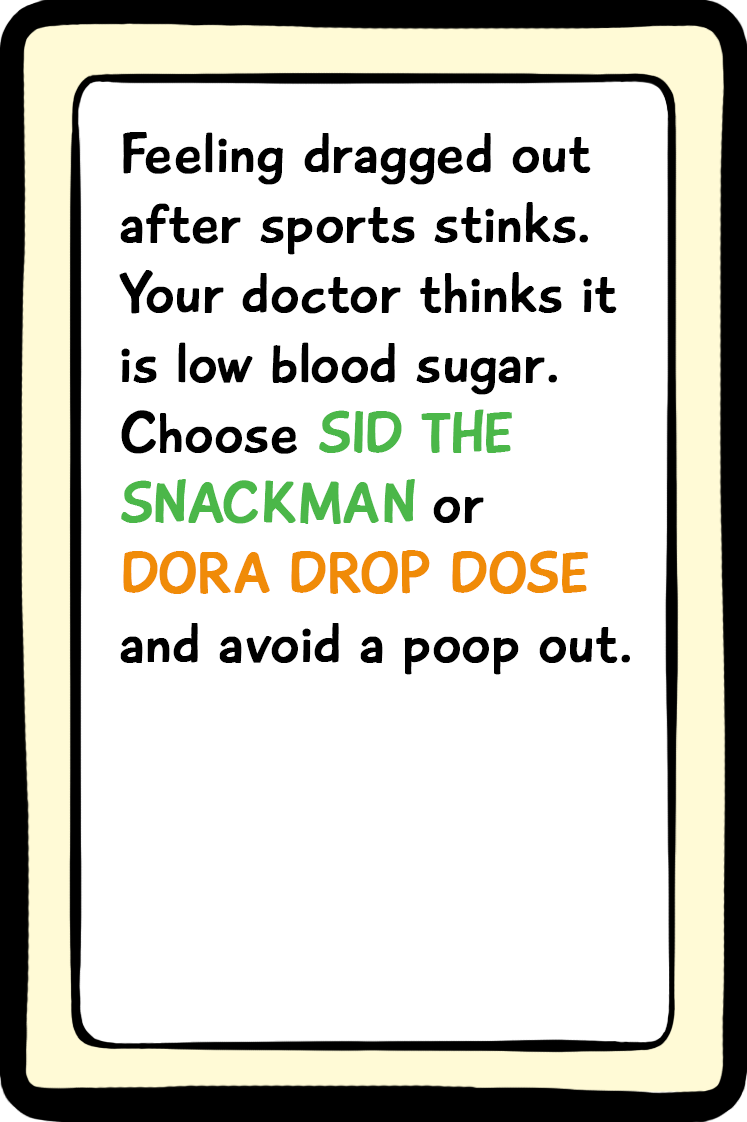 Feeling dragged out
after sports stinks.
Your doctor thinks it
is low blood sugar.
Choose SID THE
SNACKMAN or
DORA DROP DOSE
and avoid a poop out.